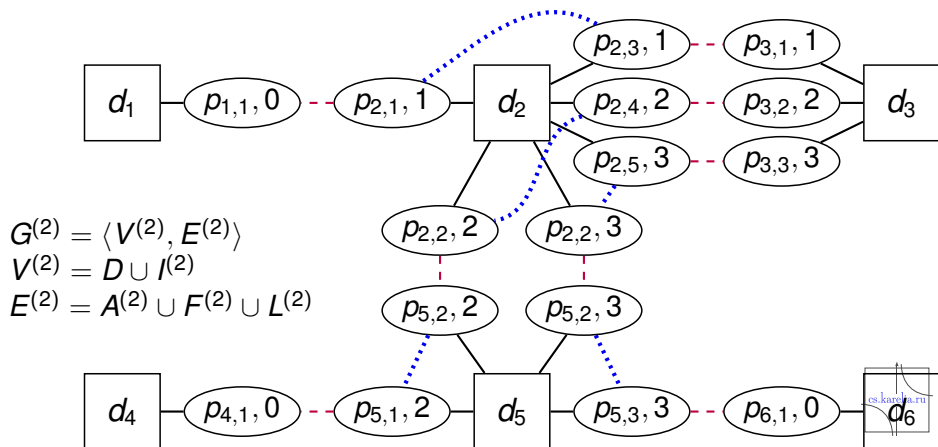 p2,3, 1
p3,1, 1
d1
p1,1, 0
p2,1, 1
d2
p2,4, 2
p3,2, 2
d3
p2,5, 3
p3,3, 3
p2,2, 2
p2,2, 3
G(2) = ⟨V(2), E(2)⟩
V(2) = D ∪ I(2)
E(2) = A(2) ∪ F(2) ∪ L(2)
p5,2, 2
p5,2, 3
d4
p4,1, 0
p5,1, 2
d5
p5,3, 3
p6,1, 0
d6
cs.karelia.ru